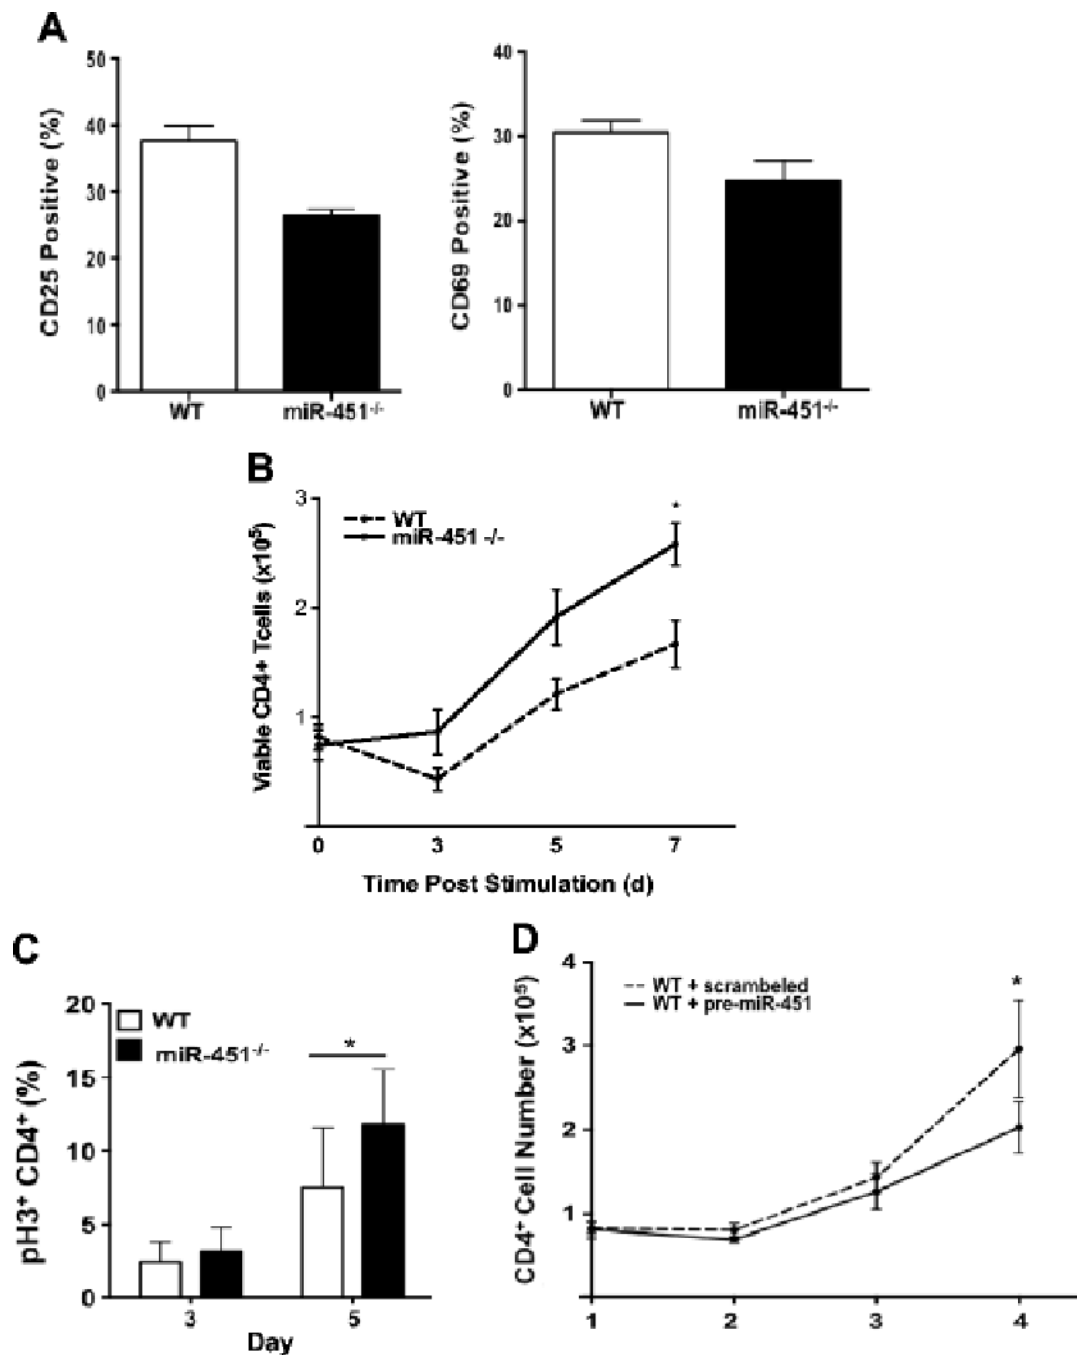 A
CD25 Positive (%)
50
40
30
20
10
0
WT
miR-451-/-
CD69 Positive (%)
40
30
20
10
0
WT
miR-451-/-
B
Viable CD4+ Tcells (x10⁵)
3
2
1
WT
miR-451 -/-
*
0
3
5
7
Time Post Stimulation (d)
C
pH3⁺ CD4⁺ (%)
20
15
10
5
0
WT
miR-451-/-
*
3
5
Day
D
CD4⁺ Cell Number (x10⁵)
4
3
2
1
WT + scrambeled
WT + pre-miR-451
*
1
2
3
4